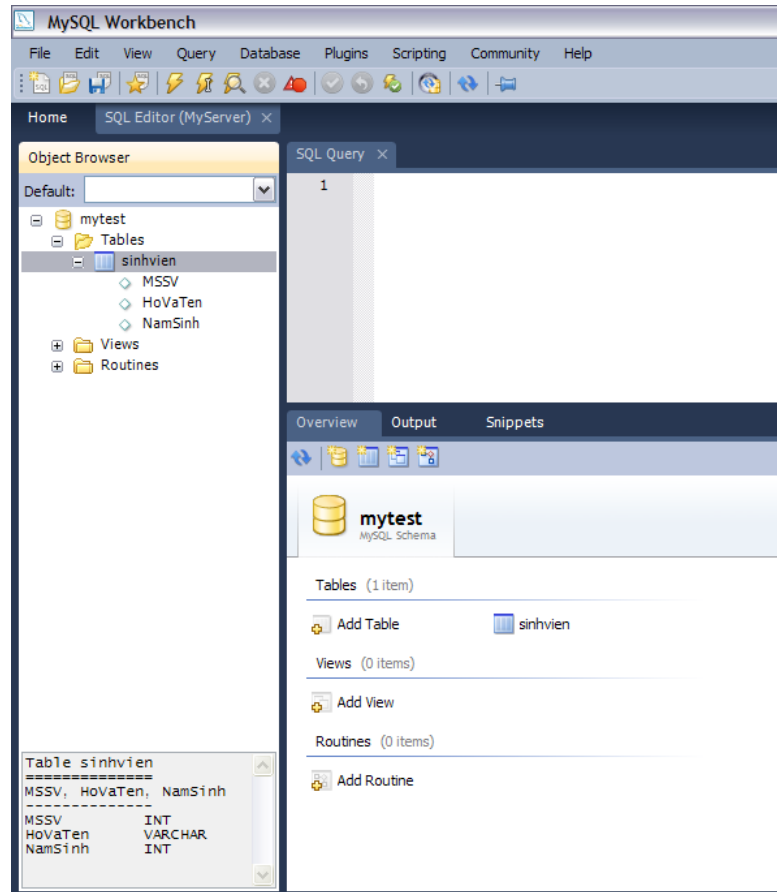 MySQL Workbench
File Edit View Query Database Plugins Scripting Community Help
SQL
Home SQL Editor (MyServer) ×
Object Browser
Default:
mytest
Tables
sinhvien
MSSV
HoVaTen
NamSinh
Views
Routines
Table sinhvien
==============
MSSV, HoVaTen, NamSinh
--------------
MSSV INT
HoVaTen VARCHAR
NamSinh INT
SQL Query ×
1
Overview Output Snippets
mytest
MySQL Schema
Tables (1 item)
Add Table sinhvien
Views (0 items)
Add View
Routines (0 items)
Add Routine